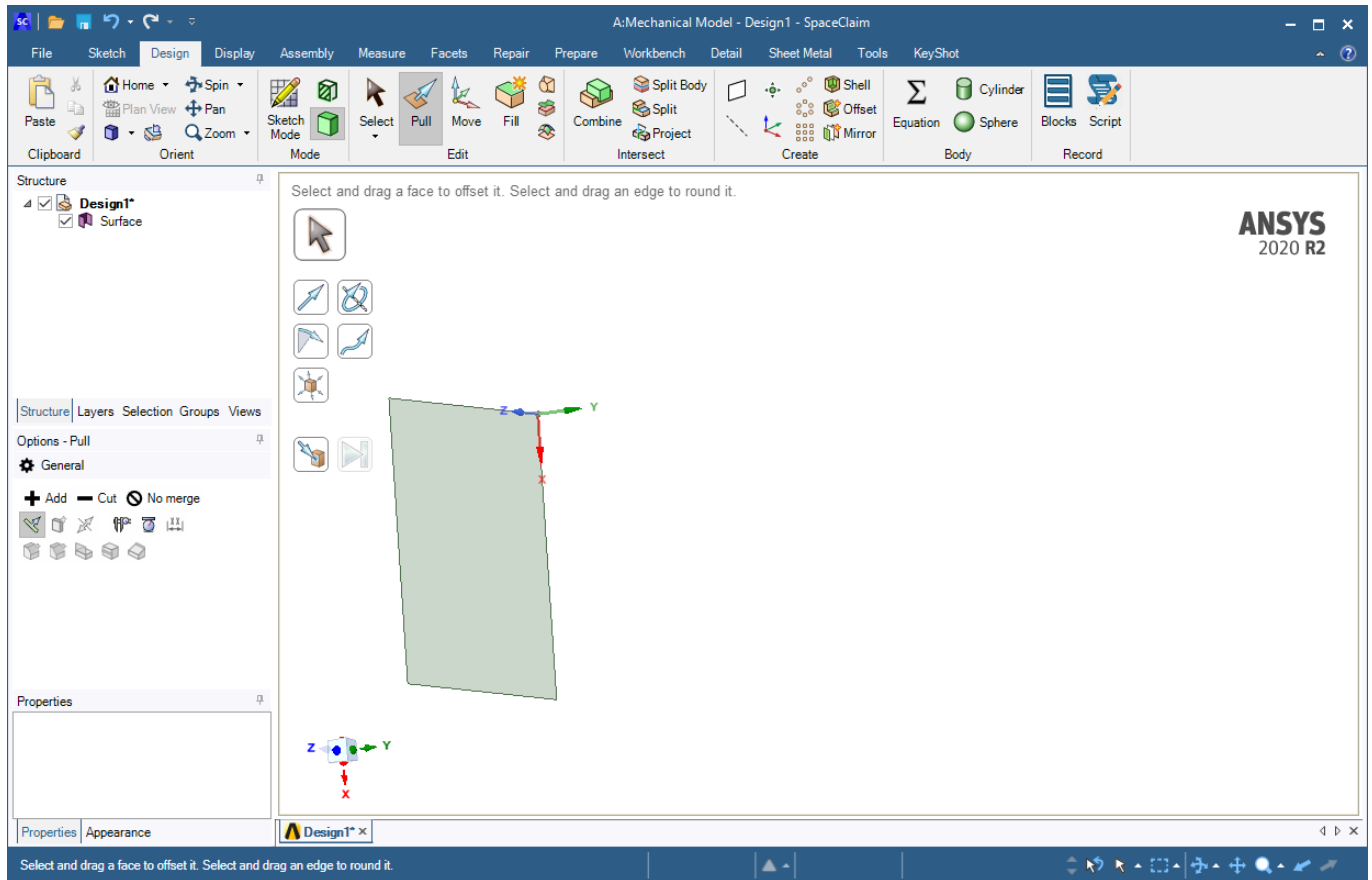 A:Mechanical Model - Design1 - SpaceClaim
File Sketch Design Display Assembly Measure Facets Repair Prepare Workbench Detail Sheet Metal Tools KeyShot
Paste
Clipboard
Home
Spin
Plan View
Pan
Zoom
Orient
Sketch Mode
Mode
Select
Pull
Move
Fill
Edit
Combine
Split Body
Split
Project
Intersect
Shell
Offset
Mirror
Create
Equation
Cylinder
Sphere
Body
Blocks
Script
Record
Structure
Design1*
Surface
Structure Layers Selection Groups Views
Options - Pull
General
Add Cut No merge
Properties
Properties Appearance
Select and drag a face to offset it. Select and drag an edge to round it.
ANSYS
2020 R2
Z
Y
X
Z
Y
X
Design1*
Select and drag a face to offset it. Select and drag an edge to round it.